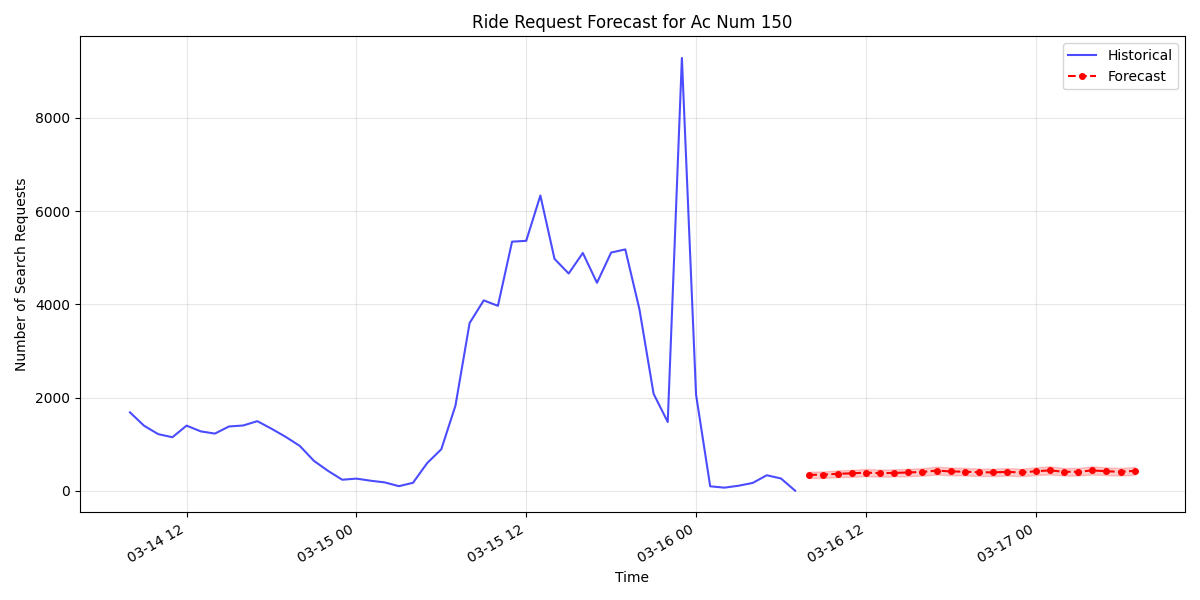 Ride Request Forecast for Ac Num 150
Historical
Forecast
Number of Search Requests
8000
6000
4000
2000
0
03-14 12
03-15 00
03-15 12
03-16 00
03-16 12
03-17 00
Time